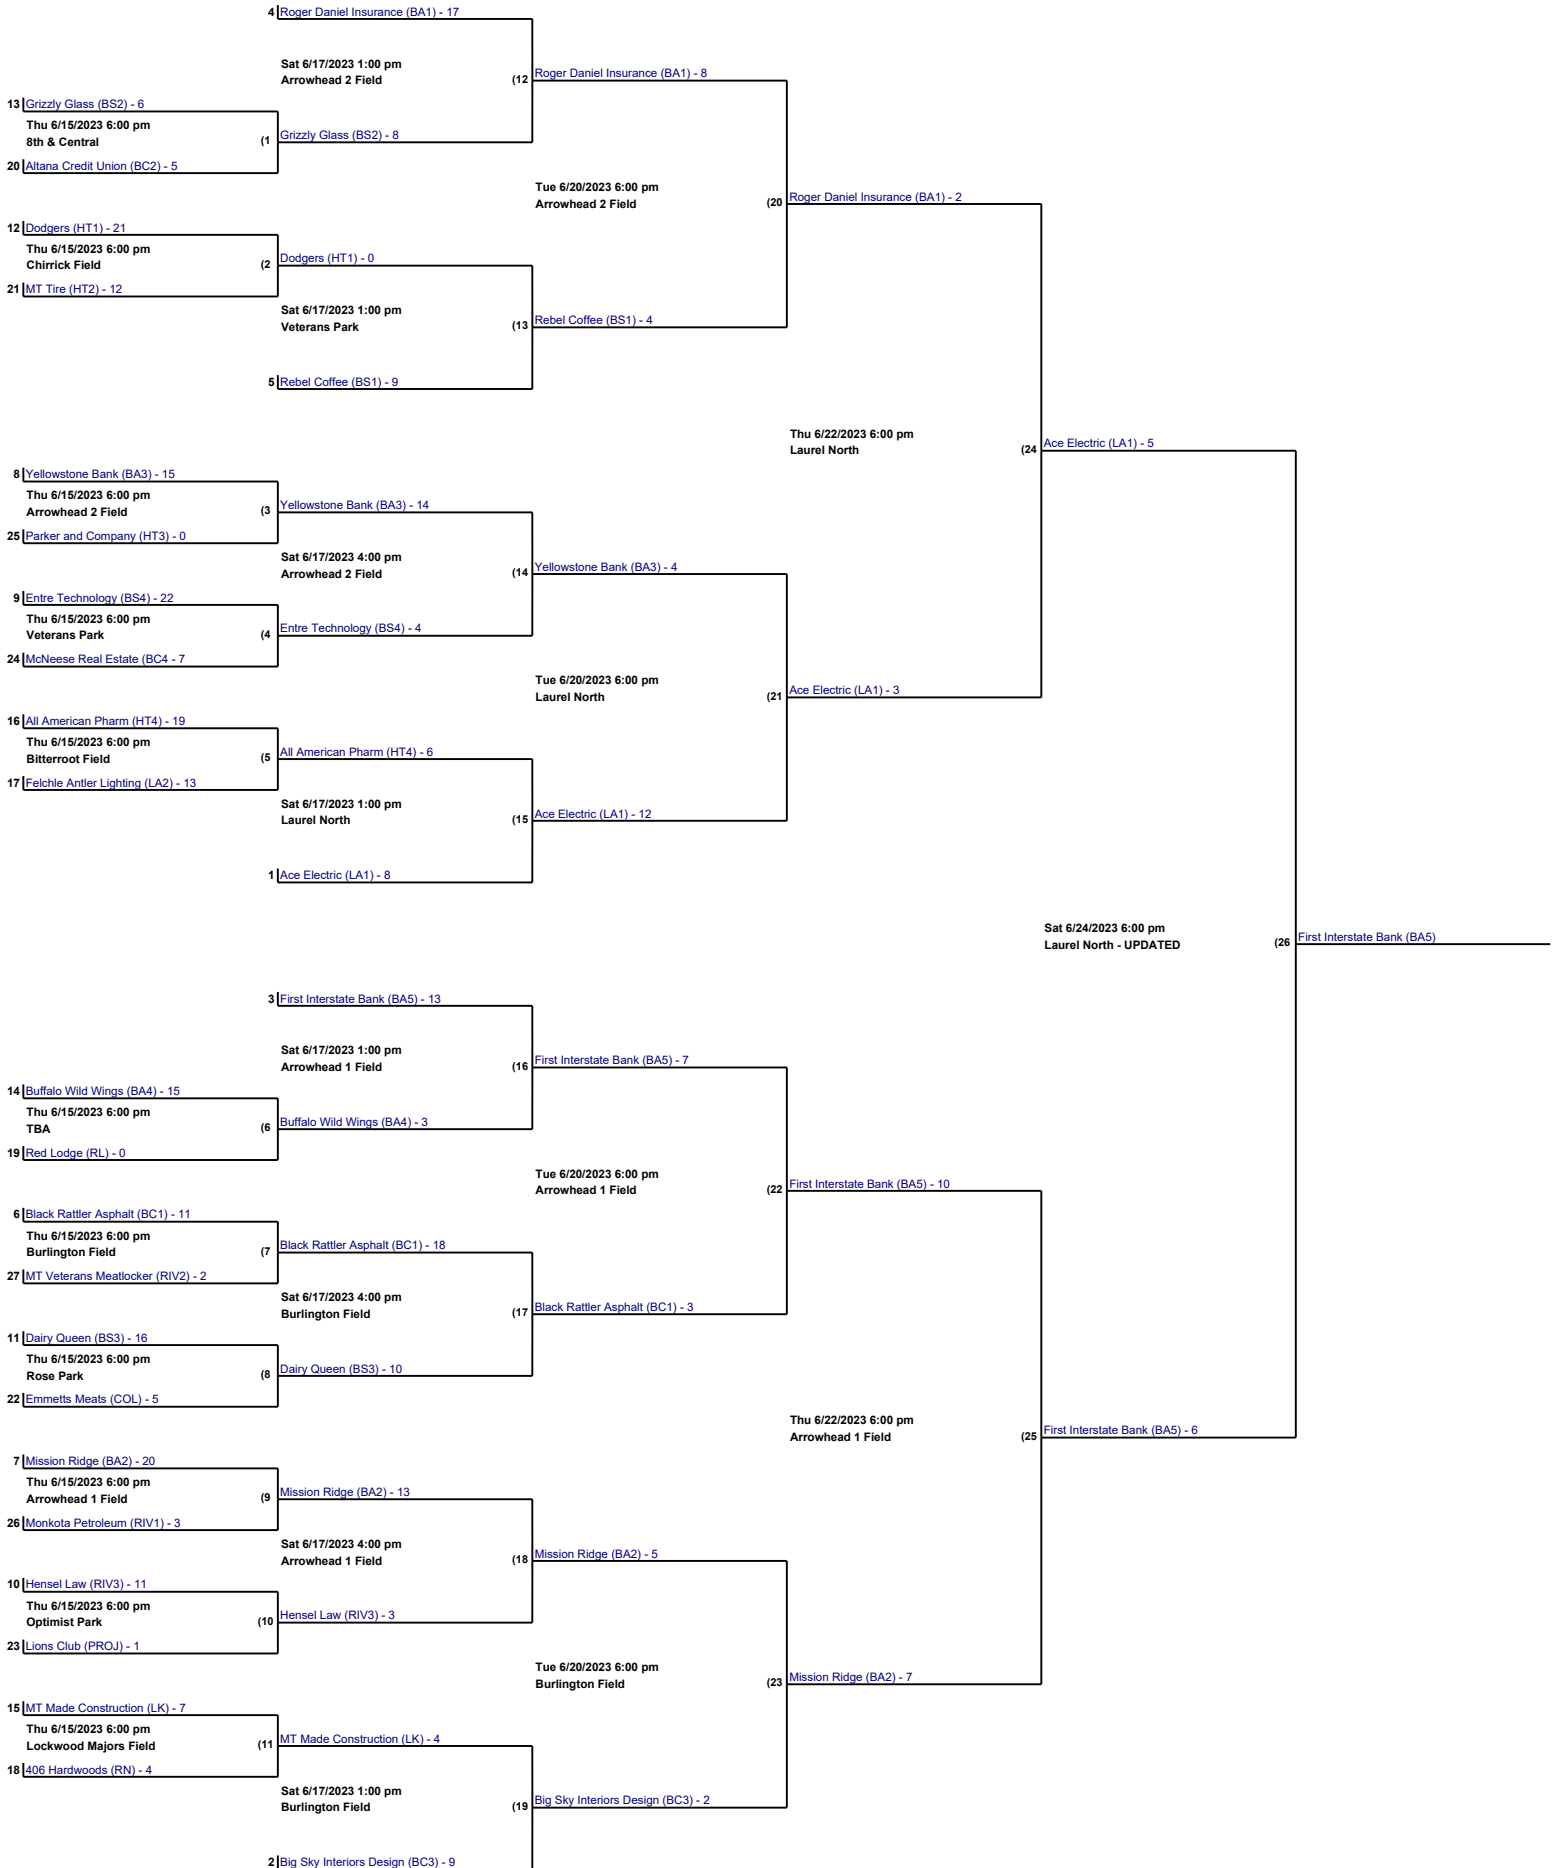 4 Roger Daniel Insurance (BA1) - 17
Sat 6/17/2023 1:00 pm
Arrowhead 2 Field
(12 Roger Daniel Insurance (BA1) - 8
13 Grizzly Glass (BS2) - 6
Thu 6/15/2023 6:00 pm
8th & Central
(1 Grizzly Glass (BS2) - 8
20 Altana Credit Union (BC2) - 5
Tue 6/20/2023 6:00 pm
Arrowhead 2 Field
(20 Roger Daniel Insurance (BA1) - 2
12 Dodgers (HT1) - 21
Thu 6/15/2023 6:00 pm
Chirrick Field
(2 Dodgers (HT1) - 0
21 MT Tire (HT2) - 12
Sat 6/17/2023 1:00 pm
Veterans Park
(13 Rebel Coffee (BS1) - 4
5 Rebel Coffee (BS1) - 9
Thu 6/22/2023 6:00 pm
Laurel North
(24 Ace Electric (LA1) - 5
8 Yellowstone Bank (BA3) - 15
Thu 6/15/2023 6:00 pm
Arrowhead 2 Field
(3 Yellowstone Bank (BA3) - 14
25 Parker and Company (HT3) - 0
Sat 6/17/2023 4:00 pm
Arrowhead 2 Field
(14 Yellowstone Bank (BA3) - 4
9 Entre Technology (BS4) - 22
Thu 6/15/2023 6:00 pm
Veterans Park
(4 Entre Technology (BS4) - 4
24 McNeese Real Estate (BC4 - 7
Tue 6/20/2023 6:00 pm
Laurel North
(21 Ace Electric (LA1) - 3
16 All American Pharm (HT4) - 19
Thu 6/15/2023 6:00 pm
Bitterroot Field
(5 All American Pharm (HT4) - 6
17 Felchle Antler Lighting (LA2) - 13
Sat 6/17/2023 1:00 pm
Laurel North
(15 Ace Electric (LA1) - 12
1 Ace Electric (LA1) - 8
Sat 6/24/2023 6:00 pm
Laurel North - UPDATED
(26 First Interstate Bank (BA5)
3 First Interstate Bank (BA5) - 13
Sat 6/17/2023 1:00 pm
Arrowhead 1 Field
(16 First Interstate Bank (BA5) - 7
14 Buffalo Wild Wings (BA4) - 15
Thu 6/15/2023 6:00 pm
TBA
(6 Buffalo Wild Wings (BA4) - 3
19 Red Lodge (RL) - 0
Tue 6/20/2023 6:00 pm
Arrowhead 1 Field
(22 First Interstate Bank (BA5) - 10
6 Black Rattler Asphalt (BC1) - 11
Thu 6/15/2023 6:00 pm
Burlington Field
(7 Black Rattler Asphalt (BC1) - 18
27 MT Veterans Meatlocker (RIV2) - 2
Sat 6/17/2023 4:00 pm
Burlington Field
(17 Black Rattler Asphalt (BC1) - 3
11 Dairy Queen (BS3) - 16
Thu 6/15/2023 6:00 pm
Rose Park
(8 Dairy Queen (BS3) - 10
22 Emmetts Meats (COL) - 5
Thu 6/22/2023 6:00 pm
Arrowhead 1 Field
(25 First Interstate Bank (BA5) - 6
7 Mission Ridge (BA2) - 20
Thu 6/15/2023 6:00 pm
Arrowhead 1 Field
(9 Mission Ridge (BA2) - 13
26 Monkota Petroleum (RIV1) - 3
Sat 6/17/2023 4:00 pm
Arrowhead 1 Field
(18 Mission Ridge (BA2) - 5
10 Hensel Law (RIV3) - 11
Thu 6/15/2023 6:00 pm
Optimist Park
(10 Hensel Law (RIV3) - 3
23 Lions Club (PROJ) - 1
Tue 6/20/2023 6:00 pm
Burlington Field
(23 Mission Ridge (BA2) - 7
15 MT Made Construction (LK) - 7
Thu 6/15/2023 6:00 pm
Lockwood Majors Field
(11 MT Made Construction (LK) - 4
18 406 Hardwoods (RN) - 4
Sat 6/17/2023 1:00 pm
Burlington Field
(19 Big Sky Interiors Design (BC3) - 2
2 Big Sky Interiors Design (BC3) - 9